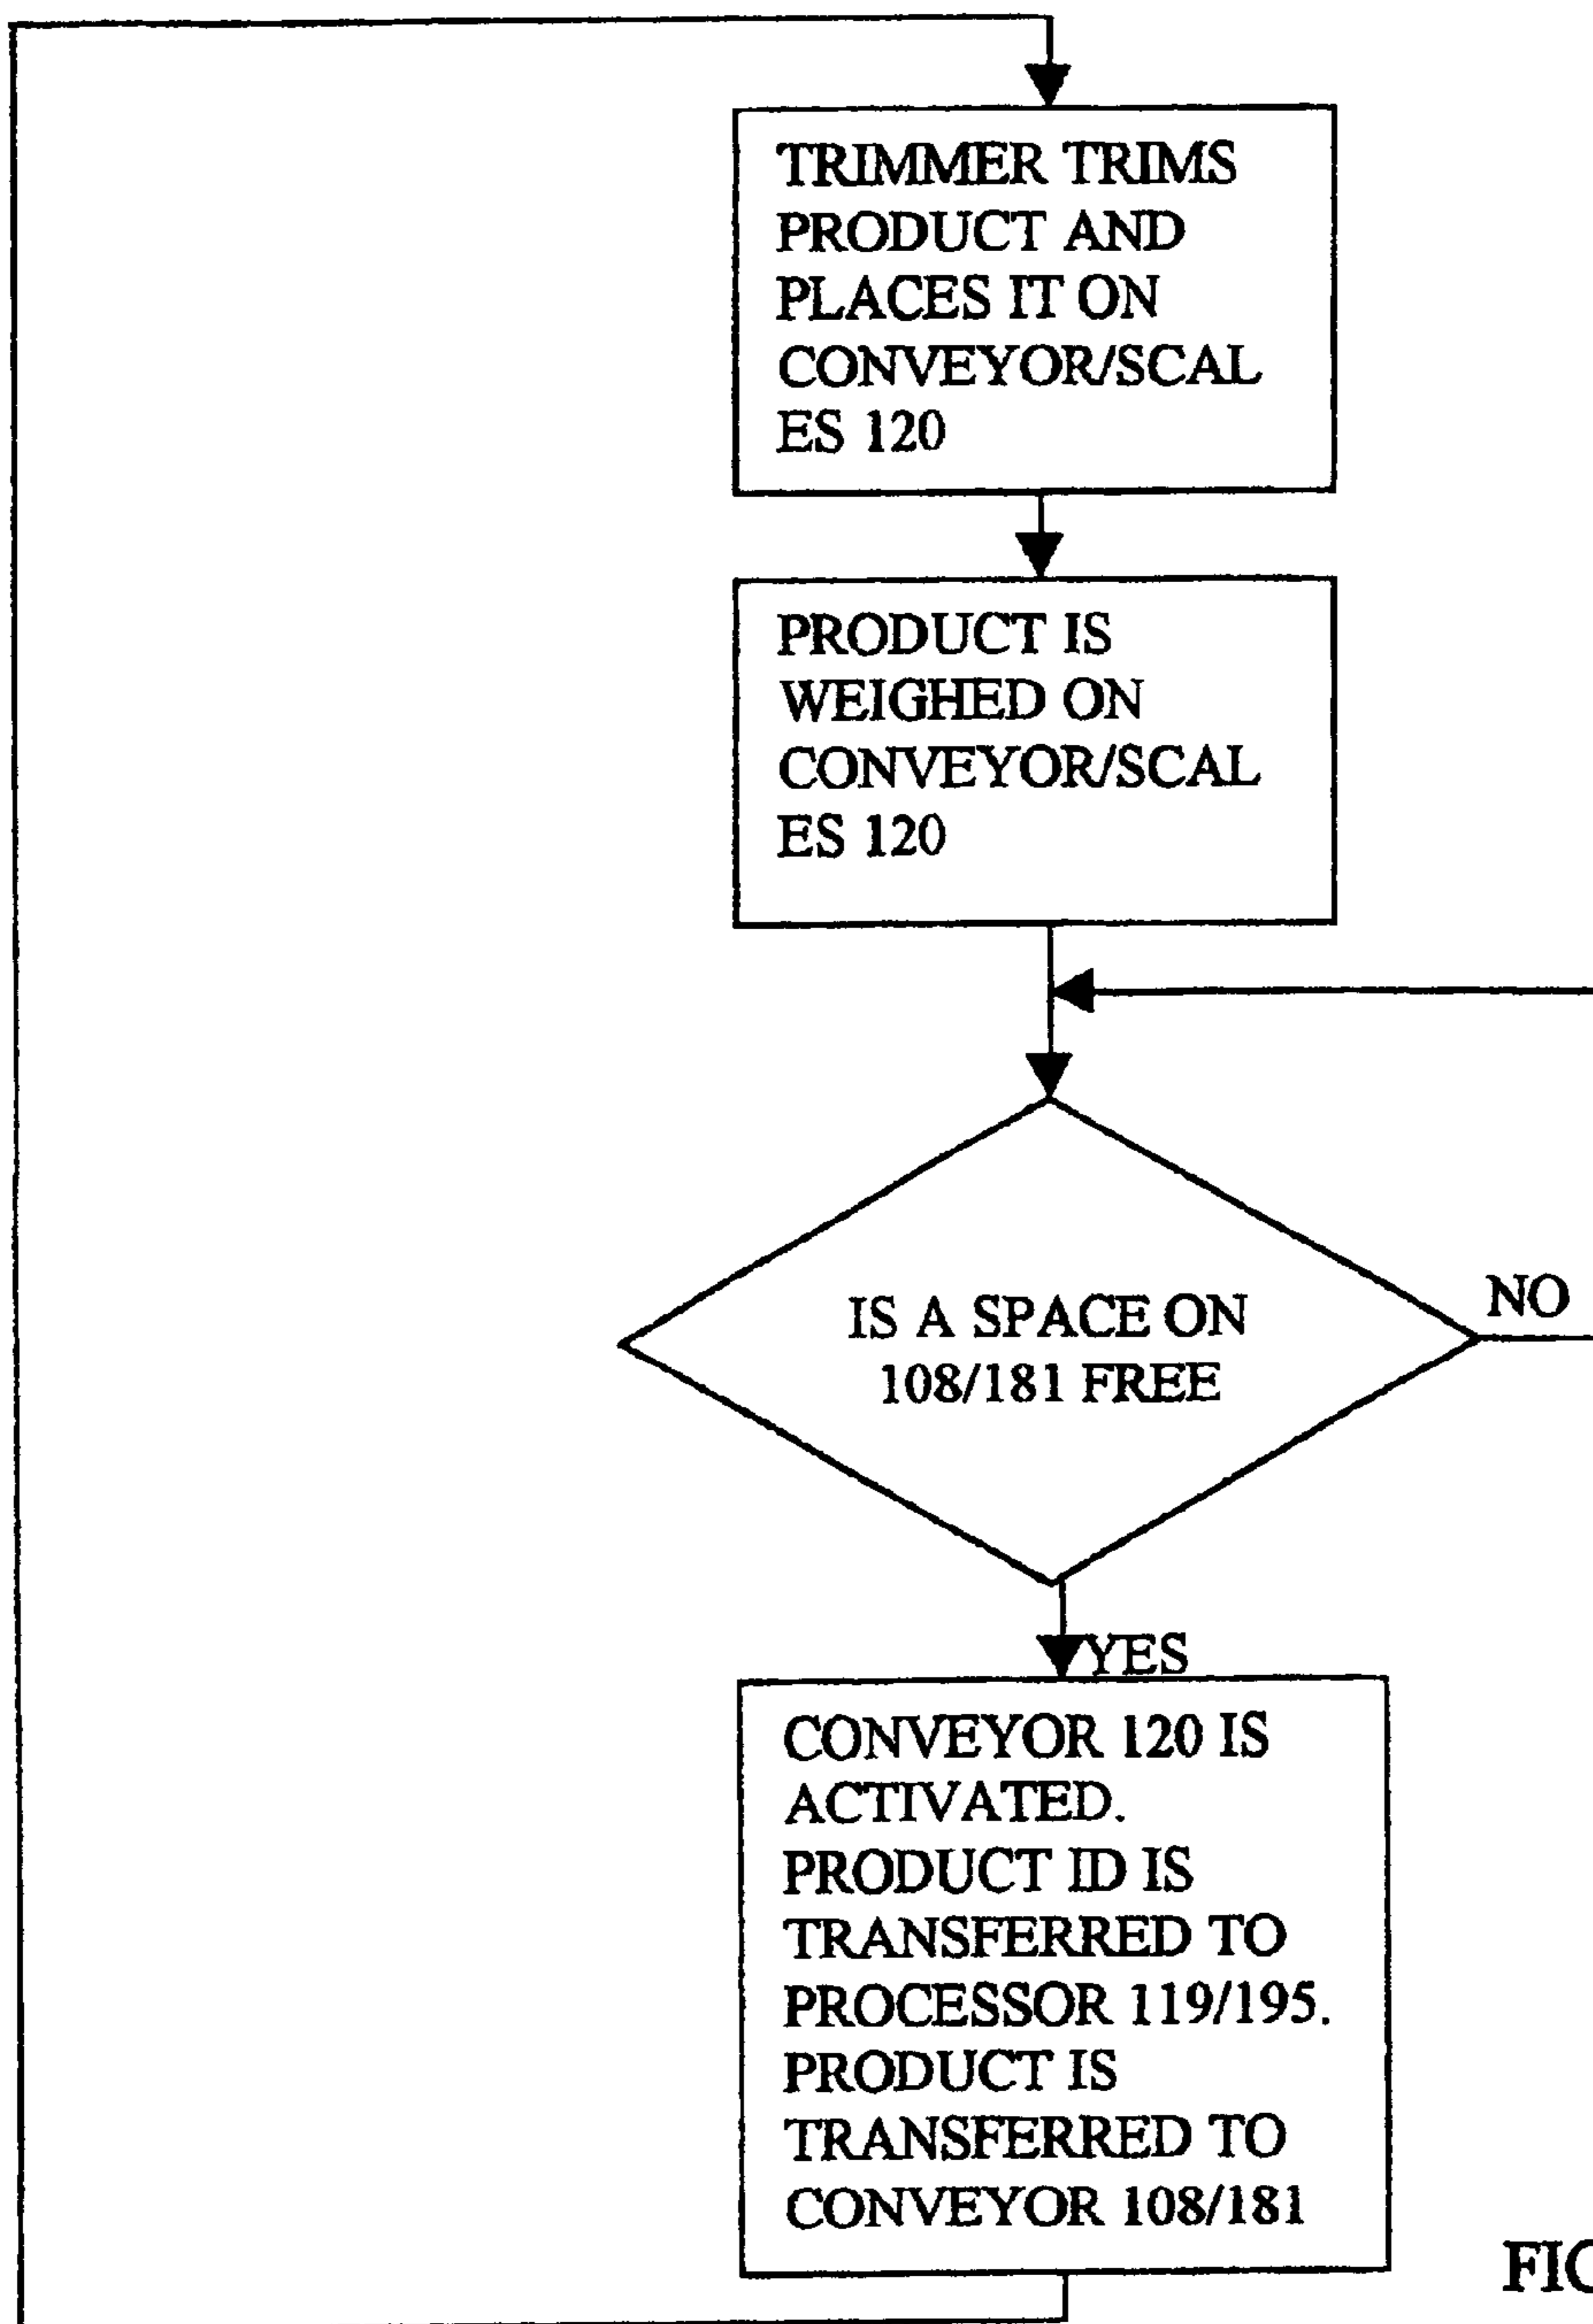 TRIMMER TRIMS
PRODUCT AND
PLACES IT ON
CONVEYOR/SCAL
ES 120
PRODUCT IS
WEIGHED ON
CONVEYOR/SCAL
ES 120
IS A SPACE ON
108/181 FREE
NO
YES
CONVEYOR 120 IS
ACTIVATED.
PRODUCT ID IS
TRANSFERRED TO
PROCESSOR 119/195.
PRODUCT IS
TRANSFERRED TO
CONVEYOR 108/181